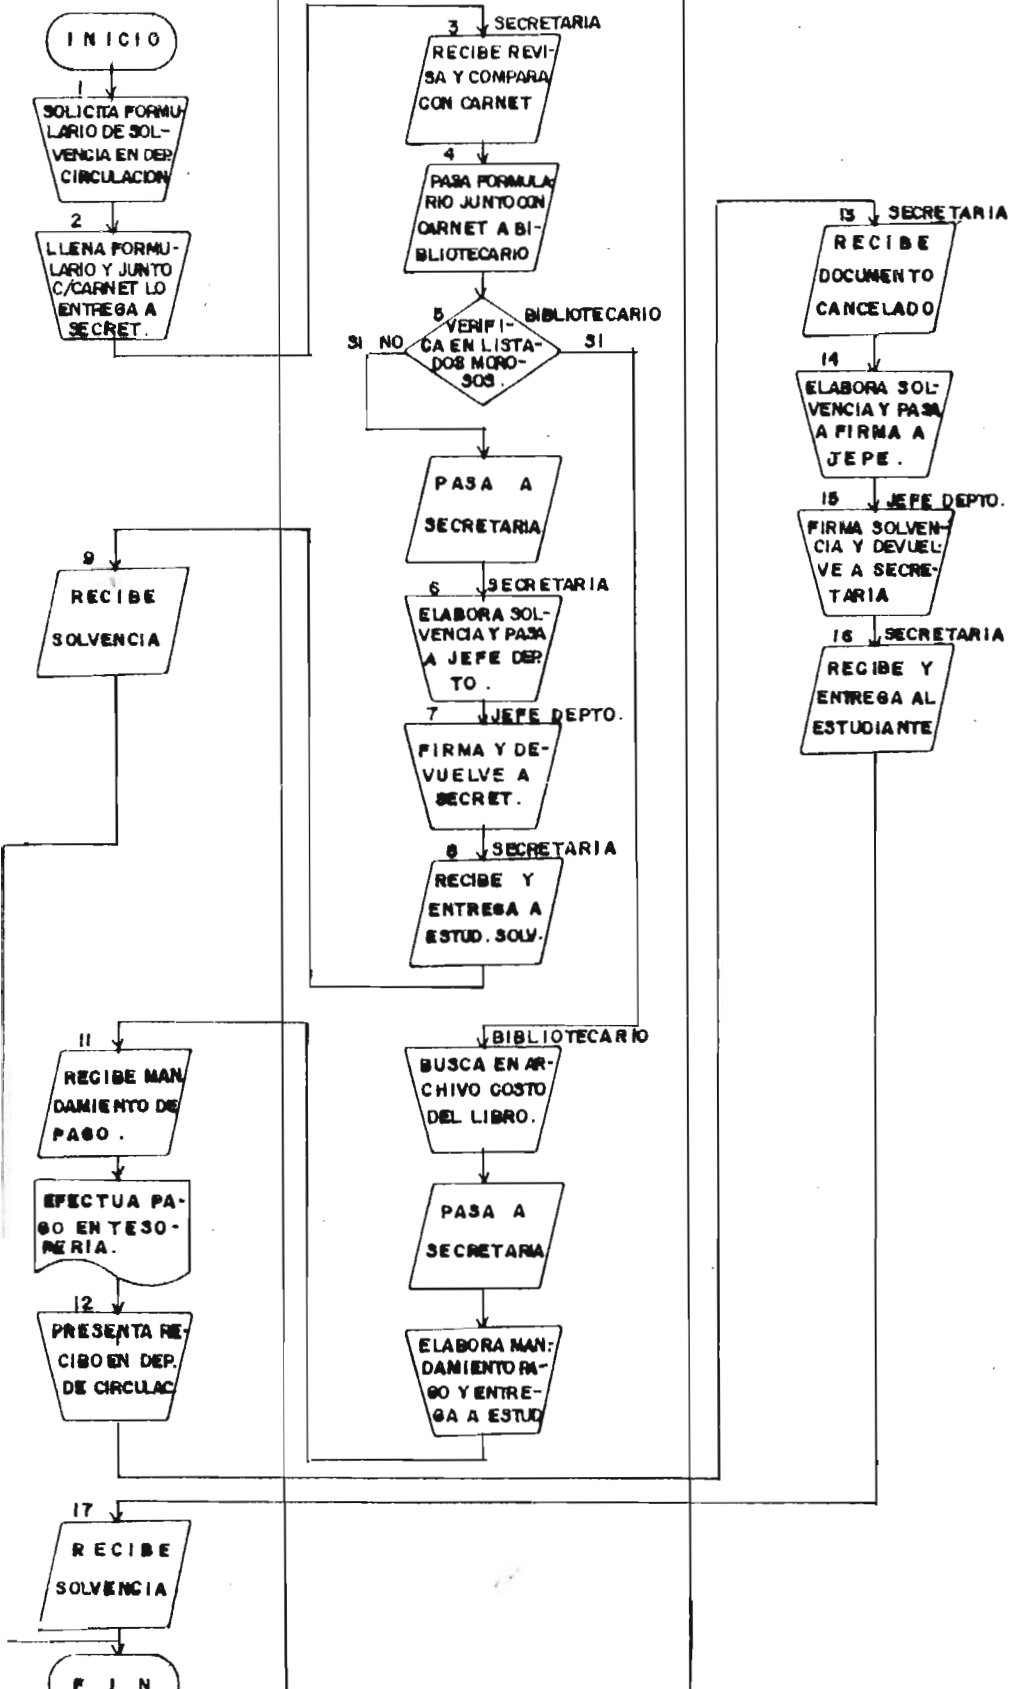 INICIO
1
SOLICITA FORMU-
LARIO DE SOL-
VENCIA EN DEP.
CIRCULACION
2
LLENA FORMU-
LARIO Y JUNTO
C/CARNET LO
ENTREGA A
SECRET.
3 SECRETARIA
RECIBE REVI-
SA Y COMPARA
CON CARNET
4
PASA FORMULA-
RIO JUNTO CON
CARNET A BI-
BLIOTECARIO
5 BIBLIOTECARIO
VERIFI-
CA EN LISTA-
DOS MORO-
SOS.
SI NO
SI
PASA A
SECRETARIA
6 SECRETARIA
ELABORA SOL-
VENCIA Y PASA
A JEFE DEP.
TO.
7 JEFE DEPTO.
FIRMA Y DE-
VUELVE A
SECRET.
8 SECRETARIA
RECIBE Y
ENTREGA A
ESTUD. SOLV.
9
RECIBE
SOLVENCIA
BIBLIOTECARIO
BUSCA EN AR-
CHIVO COSTO
DEL LIBRO.
PASA A
SECRETARIA
ELABORA MAN-
DAMIENTO PA-
GO Y ENTRE-
GA A ESTUD
11
RECIBE MAN
DAMIENTO DE
PAGO.
EFECTUA PA-
GO EN TESO-
RERIA.
12
PRESENTA RE-
CIBO EN DEP.
DE CIRCULAC
13 SECRETARIA
RECIBE
DOCUMENTO
CANCELADO
14
ELABORA SOL-
VENCIA Y PASA
A FIRMA A
JEFE.
15 JEFE DEPTO.
FIRMA SOLVEN-
CIA Y DEVUEL-
VE A SECRE-
TARIA
16 SECRETARIA
RECIBE Y
ENTREGA AL
ESTUDIANTE
17
RECIBE
SOLVENCIA
FIN